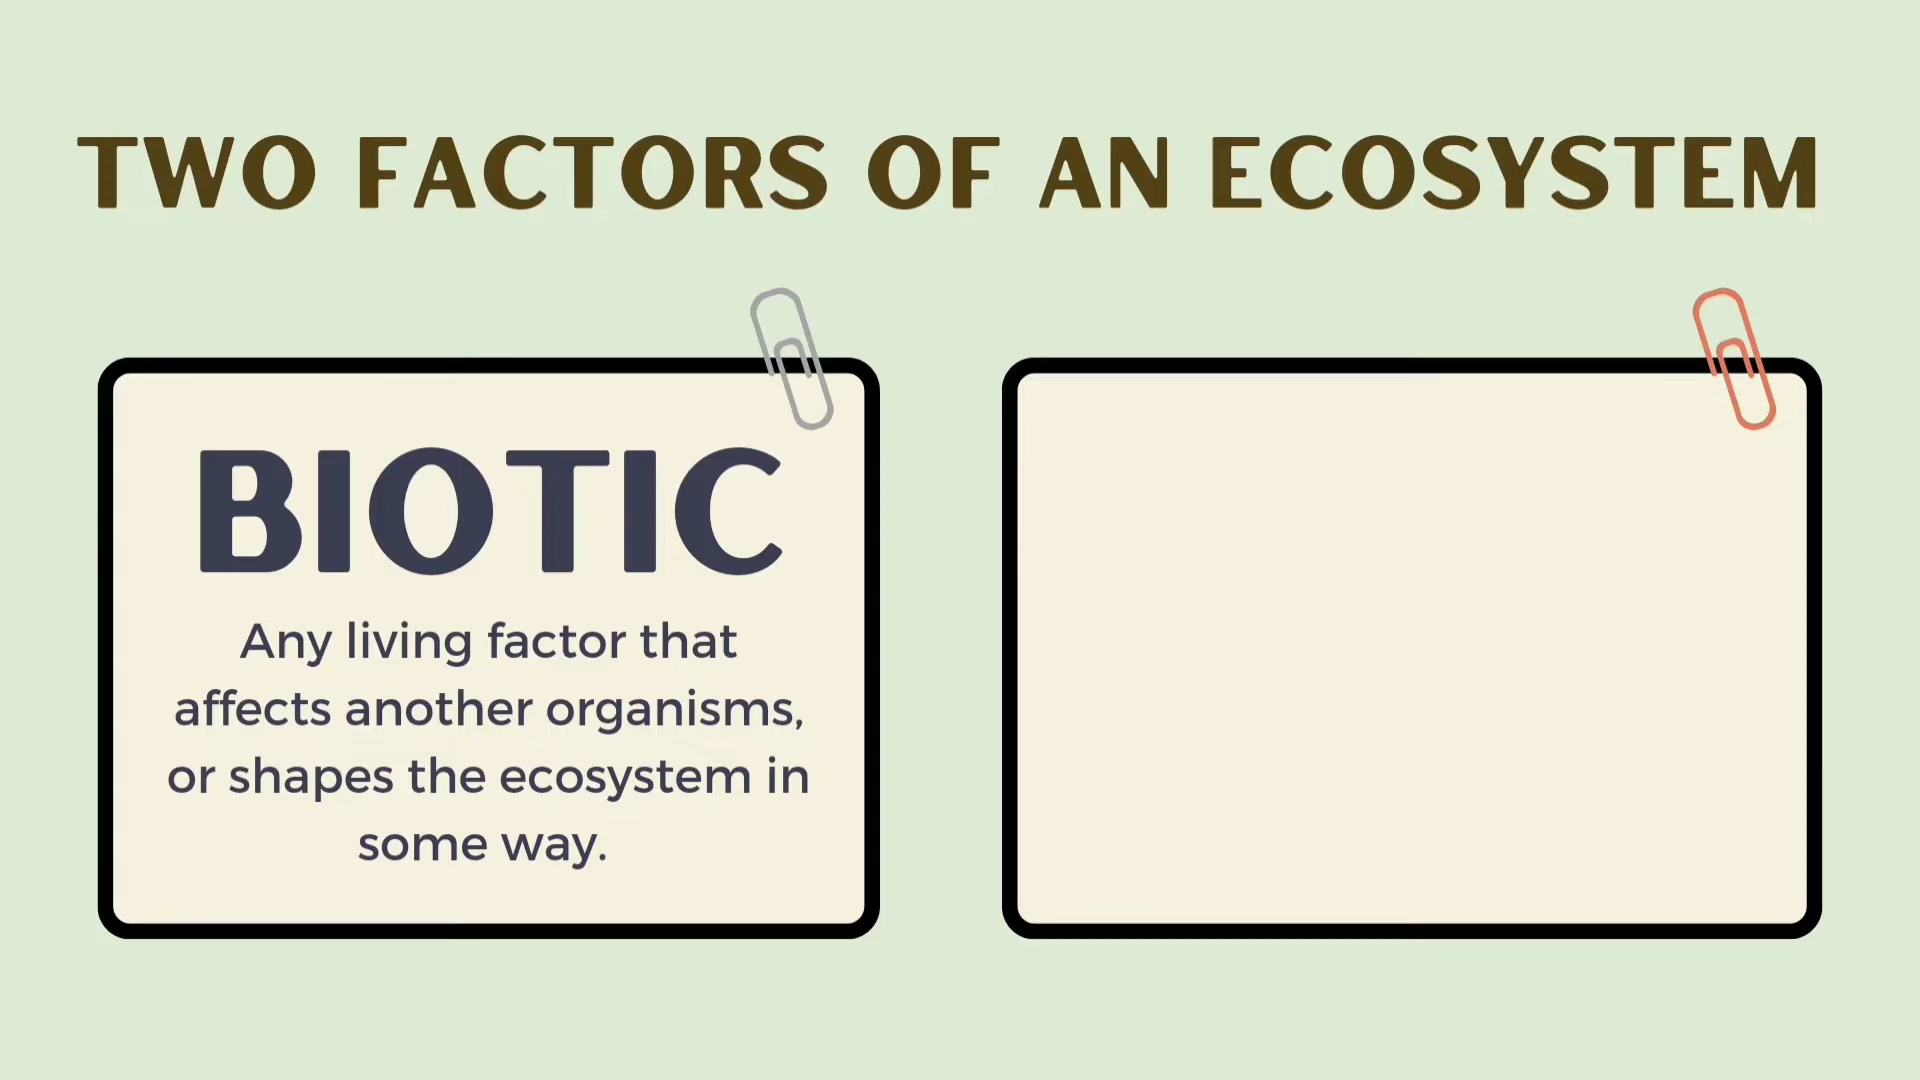 TWO FACTORS OF AN ECOSYSTEM
BIOTIC
Any living factor that
affects another organisms,
or shapes the ecosystem in
some way.